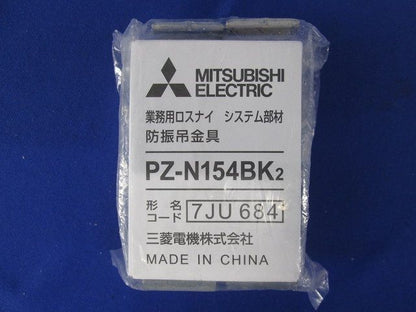 MITSUBISHI
ELECTRIC
業務用ロスナイ システム部材
防振吊金具
PZ-N154BK2
形名
コード 7JU 684
三菱電機株式会社
MADE IN CHINA